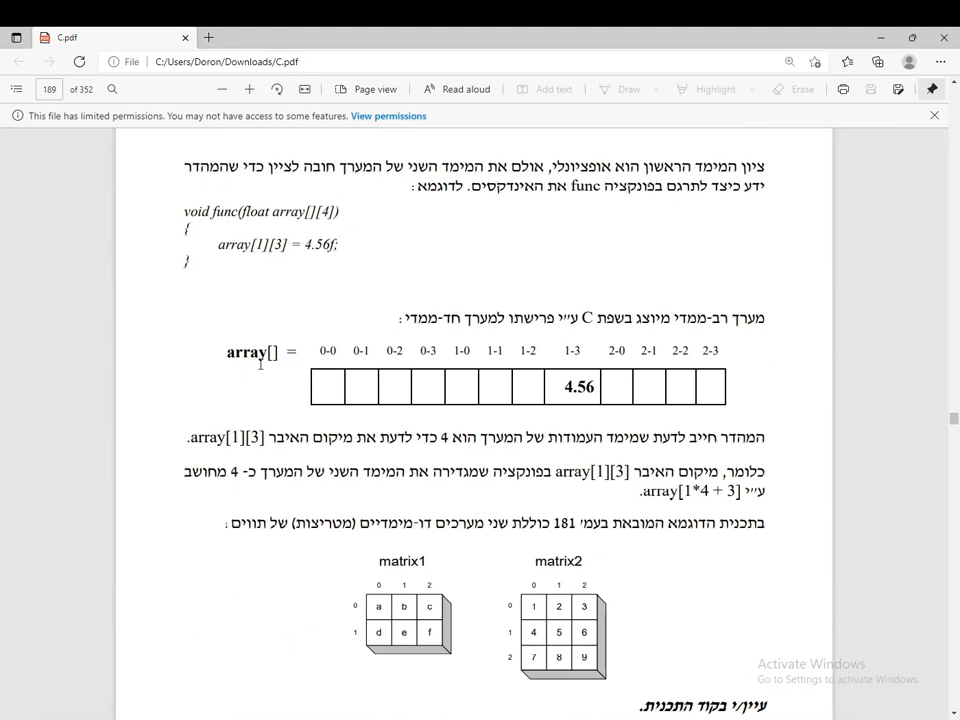 C.pdf
File
C:/Users/Doron/Downloads/C.pdf
189 of 352
Page view
Read aloud
Add text
Draw
Highlight
Erase
This file has limited permissions. You may not have access to some features. View permissions
ציון המימד הראשון הוא אופציונלי, אולם את המימד השני של המערך חובה לציין כדי שהמהדר
ידע כיצד לתרגם בפונקציה func את האינדקסים. לדוגמא:
void func(float array[][4])
{
array[1][3] = 4.56f;
}
מערך רב-ממדי מיוצג בשפת C ע״י פרישתו למערך חד-ממדי:
array[] = 0-0 0-1 0-2 0-3 1-0 1-1 1-2 1-3 2-0 2-1 2-2 2-3
4.56
המהדר חייב לדעת שמימד העמודות של המערך הוא 4 כדי לדעת את מיקום האיבר array[1][3].
כלומר, מיקום האיבר array[1][3] בפונקציה שמגדירה את המימד השני של המערך כ- 4 מחושב
ע״י array[1*4 + 3].
בתכנית הדוגמא המובאת בעמ׳ 181 כוללת שני מערכים דו-מימדיים (מטריצות) של תווים:
matrix1
0 1 2
0 a b c
1 d e f
matrix2
0 1 2
0 1 2 3
1 4 5 6
2 7 8 9
עיין/י בקוד התכנית.
Activate Windows
Go to Settings to activate Windows.